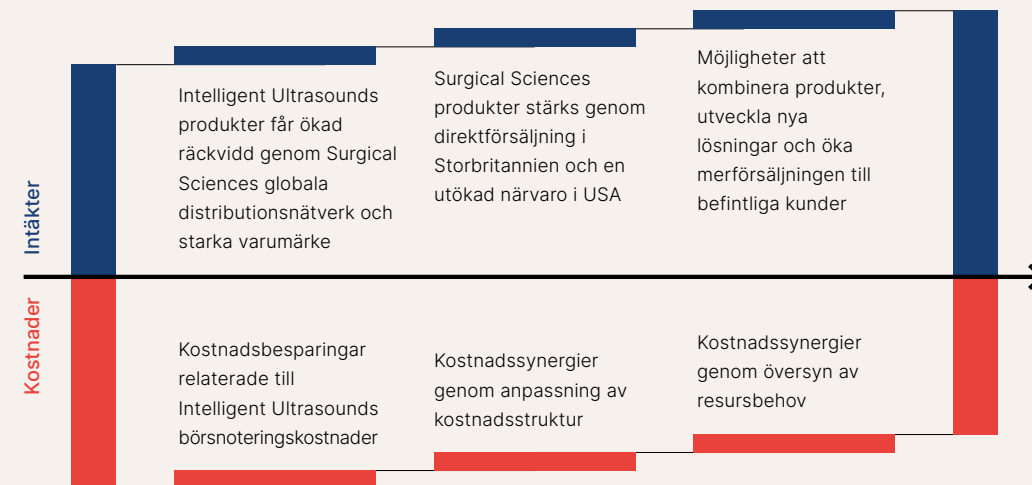 Intäkter
Intelligent Ultrasounds
produkter får ökad
räckvidd genom Surgical
Sciences globala
distributionsnätverk och
starka varumärke
Surgical Sciences
produkter stärks genom
direktförsäljning i
Storbritannien och en
utökad närvaro i USA
Möjligheter att
kombinera produkter,
utveckla nya
lösningar och öka
merförsäljningen till
befintliga kunder
Kostnader
Kostnadsbesparingar
relaterade till
Intelligent Ultrasounds
börsnoteringskostnader
Kostnadssynergier
genom anpassning av
kostnadsstruktur
Kostnadssynergier
genom översyn av
resursbehov